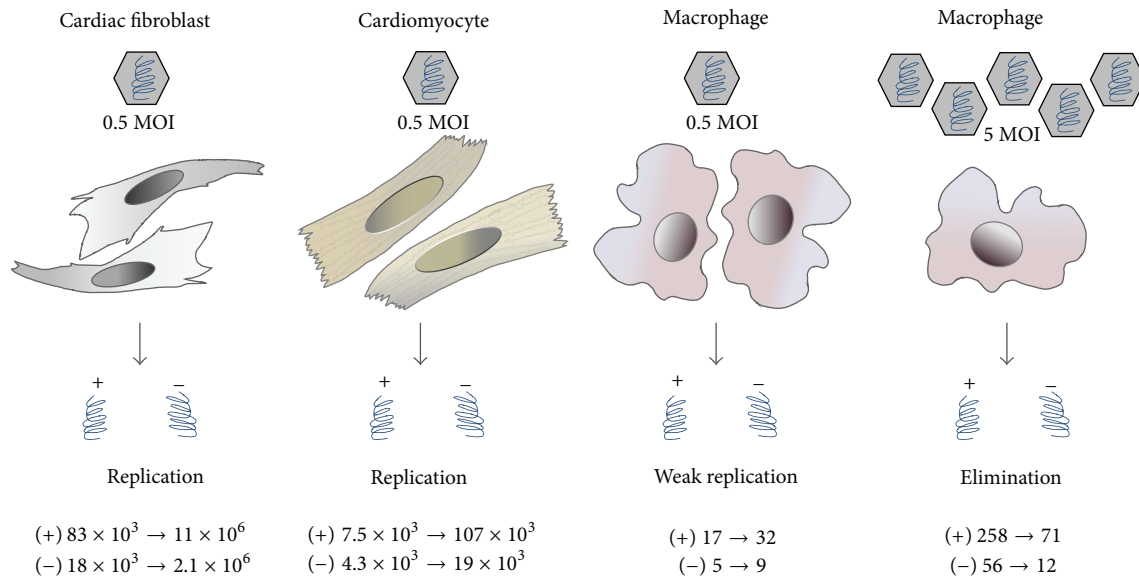 Cardiac fibroblast
0.5 MOI
+ −
Replication
(+) 83 × 10³ → 11 × 10⁶
(−) 18 × 10³ → 2.1 × 10⁶
Cardiomyocyte
0.5 MOI
+ −
Replication
(+) 7.5 × 10³ → 107 × 10³
(−) 4.3 × 10³ → 19 × 10³
Macrophage
0.5 MOI
+ −
Weak replication
(+) 17 → 32
(−) 5 → 9
Macrophage
5 MOI
+ −
Elimination
(+) 258 → 71
(−) 56 → 12